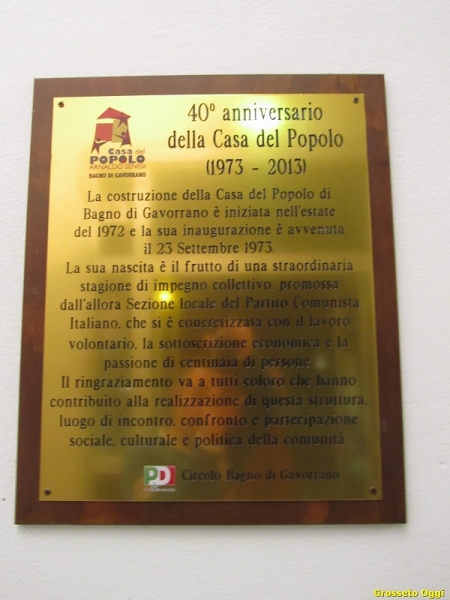 Casa del
POPOLO
ARNALDO SENESI
BAGNO DI GAVORRANO
40° anniversario
della Casa del Popolo
(1973 - 2013)
La costruzione della Casa del Popolo di
Bagno di Gavorrano è iniziata nell'estate
del 1972 e la sua inaugurazione è avvenuta
il 23 Settembre 1973.
La sua nascita è il frutto di una straordinaria
stagione di impegno collettivo, promossa
dall'allora Sezione locale del Partito Comunista
Italiano, che si è concretizzata con il lavoro
volontario, la sottoscrizione economica e la
passione di centinaia di persone.
Il ringraziamento va a tutti coloro che hanno
contribuito alla realizzazione di questa struttura,
luogo di incontro, confronto e partecipazione
sociale, culturale e politica della comunità.
PD
Circolo Bagno di Gavorrano
Grosseto Oggi